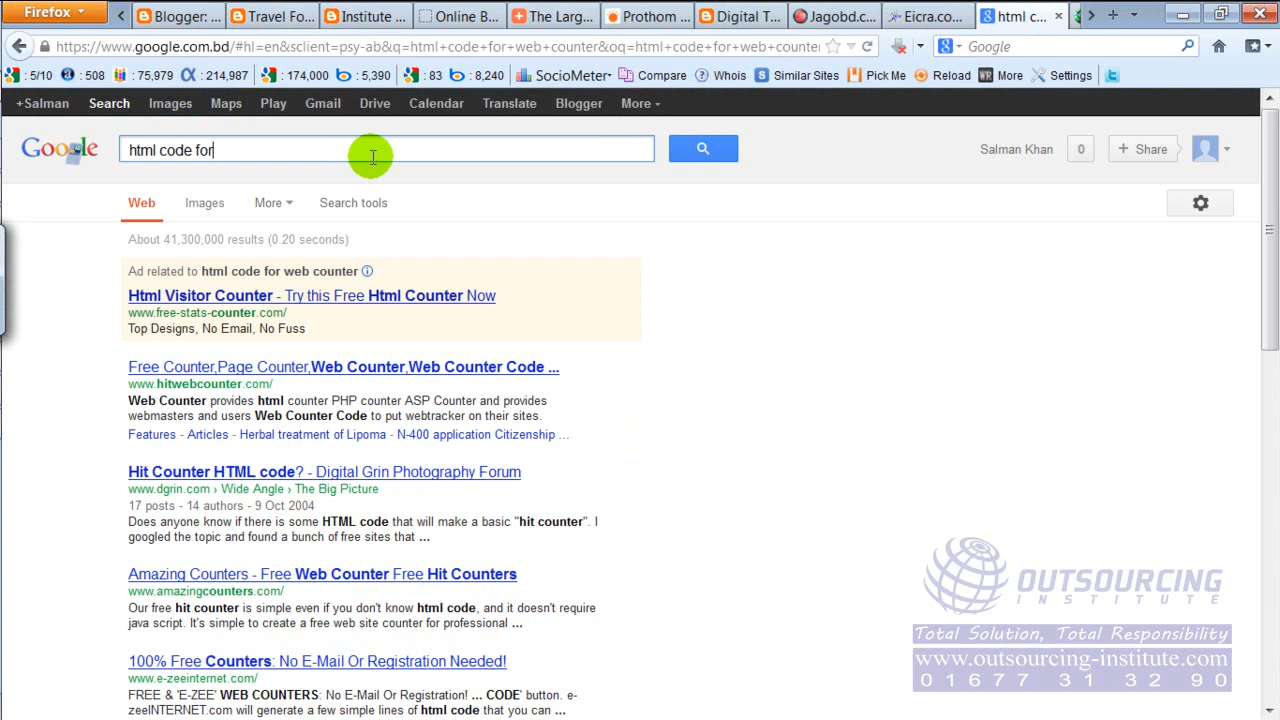 Firefox
Blogger: ...
Travel Fo...
Institute ...
Online B...
The Larg...
Prothom ...
Digital T...
Jagobd.c...
Eicra.co...
html c...
https://www.google.com.bd/#hl=en&sclient=psy-ab&q=html+code+for+web+counter&oq=html+code+for+web+counter
Google
: 5/10
: 508
: 75,979
: 214,987
: 174,000
: 5,390
: 83
: 8,240
SocioMeter
Compare
Whois
Similar Sites
Pick Me
Reload
More
Settings
+Salman Search Images Maps Play Gmail Drive Calendar Translate Blogger More
Google
html code for
Salman Khan
0
+ Share
Web Images More Search tools
About 41,300,000 results (0.20 seconds)
Ad related to html code for web counter
Html Visitor Counter - Try this Free Html Counter Now
www.free-stats-counter.com/
Top Designs, No Email, No Fuss
Free Counter,Page Counter,Web Counter,Web Counter Code ...
www.hitwebcounter.com/
Web Counter provides html counter PHP counter ASP Counter and provides
webmasters and users Web Counter Code to put webtracker on their sites.
Features - Articles - Herbal treatment of Lipoma - N-400 application Citizenship ...
Hit Counter HTML code? - Digital Grin Photography Forum
www.dgrin.com › Wide Angle › The Big Picture
17 posts - 14 authors - 9 Oct 2004
Does anyone know if there is some HTML code that will make a basic "hit counter". I
googled the topic and found a bunch of free sites that ...
Amazing Counters - Free Web Counter Free Hit Counters
www.amazingcounters.com/
Our free hit counter is simple even if you don't know html code, and it doesn't require
java script. It's simple to create a free web site counter for professional ...
100% Free Counters: No E-Mail Or Registration Needed!
www.e-zeeinternet.com/
FREE & 'E-ZEE' WEB COUNTERS: No E-Mail Or Registration! ... CODE' button. e-
zeeINTERNET.com will generate a few simple lines of html code that you can ...
OUTSOURCING
INSTITUTE
Total Solution, Total Responsibility
www.outsourcing-institute.com
01677 31 32 90